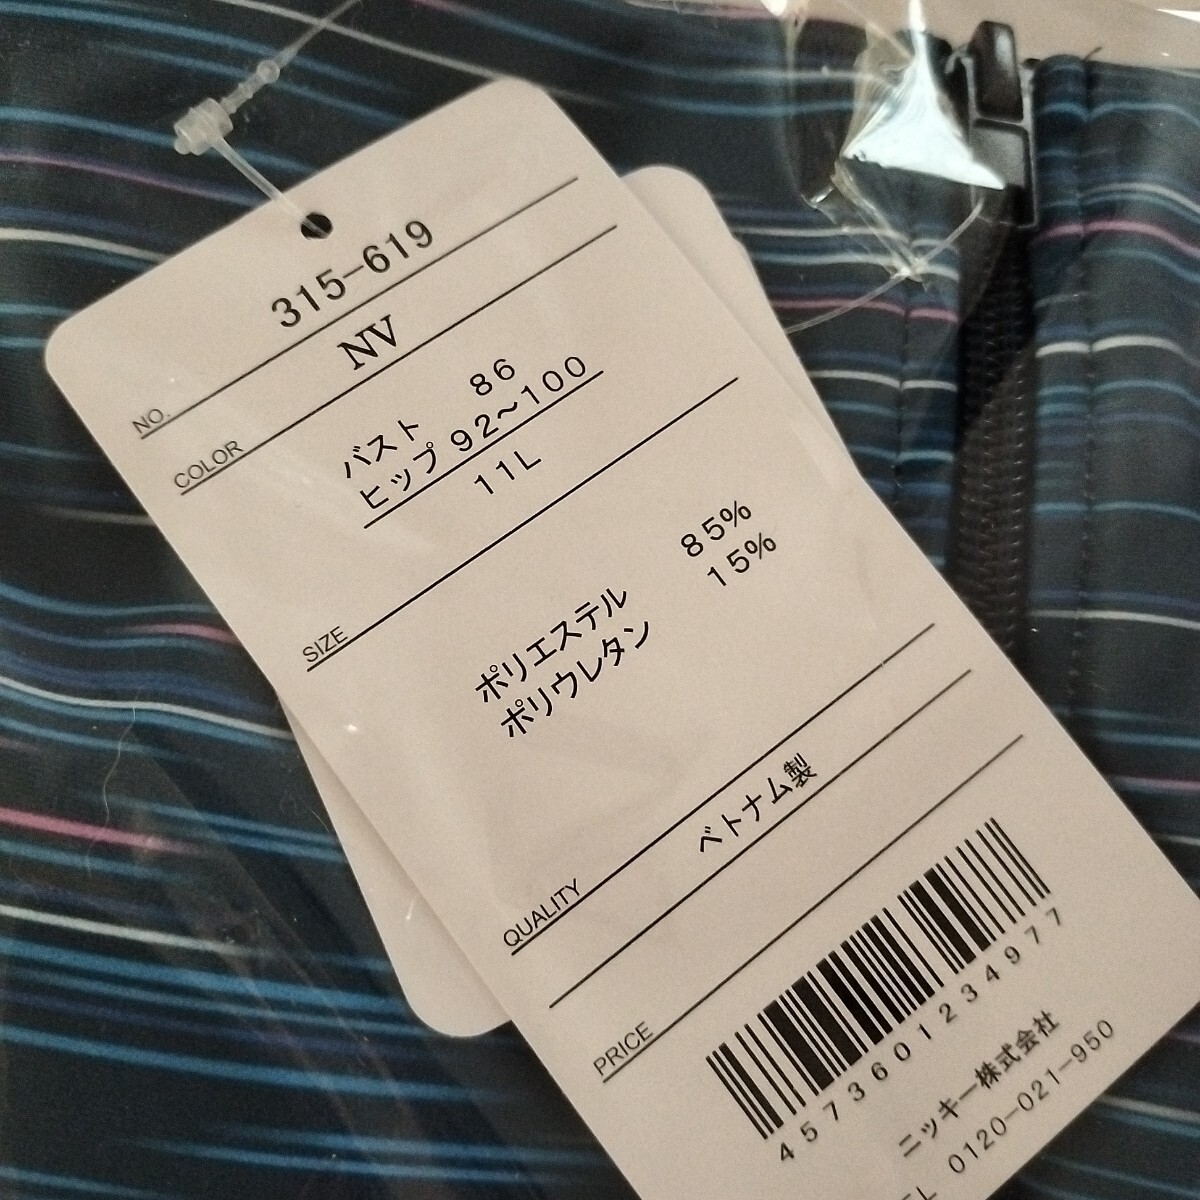 315-619
NO.
NV
COLOR
バスト 86
ヒップ 92~100
11L
SIZE
ポリエステル 85%
ポリウレタン 15%
QUALITY
ベトナム製
PRICE
4573601234977
ニッキー株式会社
EL 0120-021-950